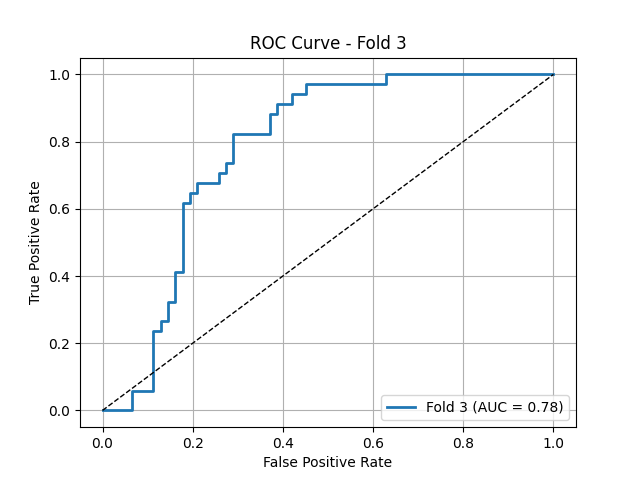 ROC Curve - Fold 3
True Positive Rate
1.0
0.8
0.6
0.4
0.2
0.0
Fold 3 (AUC = 0.78)
0.0 0.2 0.4 0.6 0.8 1.0
False Positive Rate